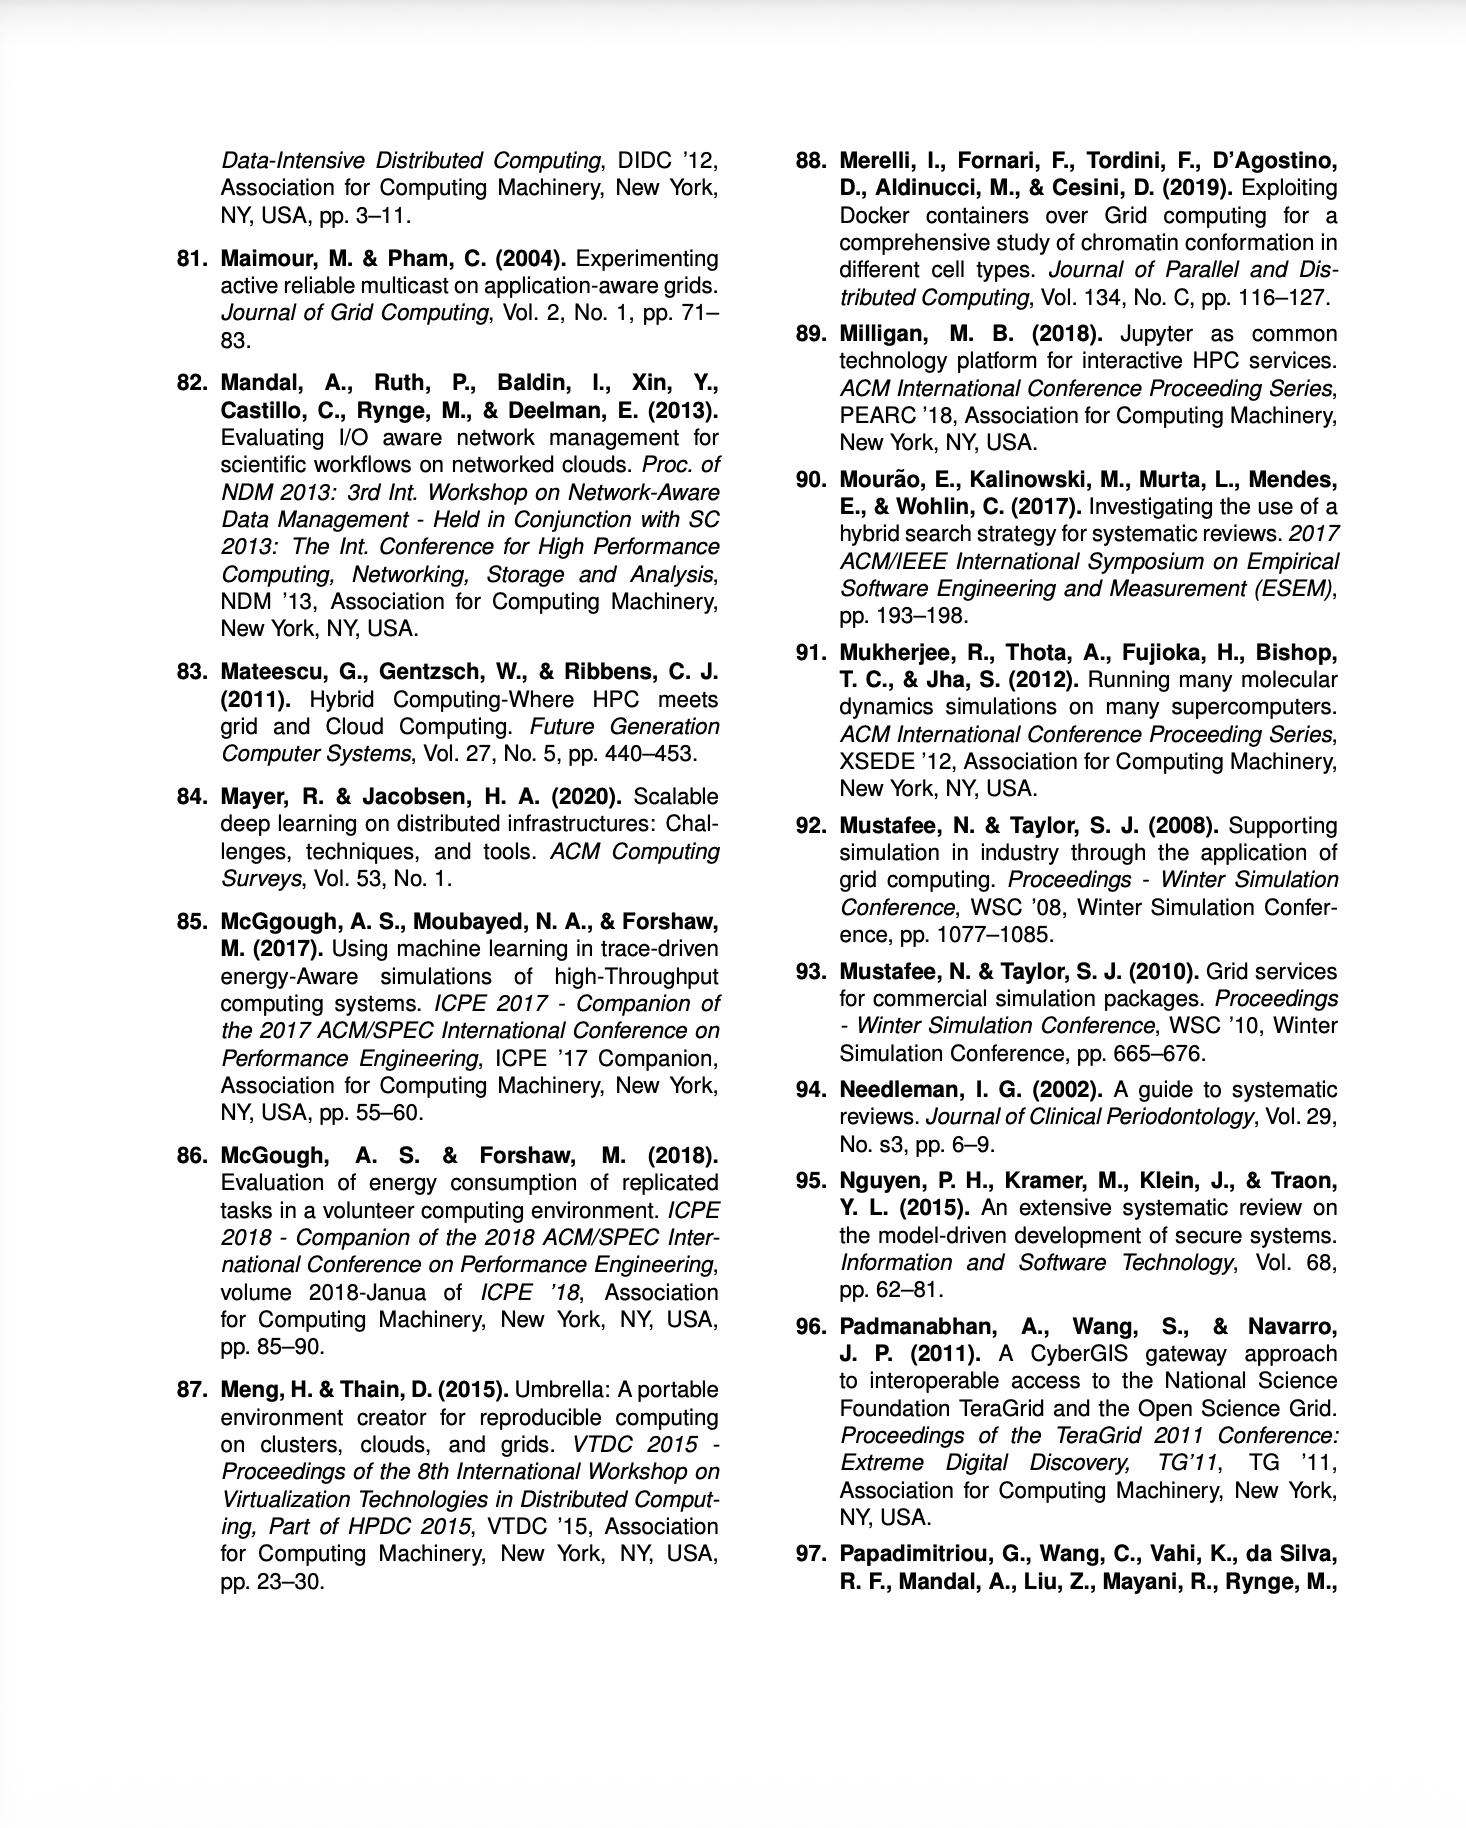 Data-Intensive Distributed Computing, DIDC ’12,
Association for Computing Machinery, New York,
NY, USA, pp. 3–11.
81. Maimour, M. & Pham, C. (2004). Experimenting
active reliable multicast on application-aware grids.
Journal of Grid Computing, Vol. 2, No. 1, pp. 71–
83.
82. Mandal, A., Ruth, P., Baldin, I., Xin, Y.,
Castillo, C., Rynge, M., & Deelman, E. (2013).
Evaluating I/O aware network management for
scientific workflows on networked clouds. Proc. of
NDM 2013: 3rd Int. Workshop on Network-Aware
Data Management - Held in Conjunction with SC
2013: The Int. Conference for High Performance
Computing, Networking, Storage and Analysis,
NDM ’13, Association for Computing Machinery,
New York, NY, USA.
83. Mateescu, G., Gentzsch, W., & Ribbens, C. J.
(2011). Hybrid Computing-Where HPC meets
grid and Cloud Computing. Future Generation
Computer Systems, Vol. 27, No. 5, pp. 440–453.
84. Mayer, R. & Jacobsen, H. A. (2020). Scalable
deep learning on distributed infrastructures: Chal-
lenges, techniques, and tools. ACM Computing
Surveys, Vol. 53, No. 1.
85. McGgough, A. S., Moubayed, N. A., & Forshaw,
M. (2017). Using machine learning in trace-driven
energy-Aware simulations of high-Throughput
computing systems. ICPE 2017 - Companion of
the 2017 ACM/SPEC International Conference on
Performance Engineering, ICPE ’17 Companion,
Association for Computing Machinery, New York,
NY, USA, pp. 55–60.
86. McGough, A. S. & Forshaw, M. (2018).
Evaluation of energy consumption of replicated
tasks in a volunteer computing environment. ICPE
2018 - Companion of the 2018 ACM/SPEC Inter-
national Conference on Performance Engineering,
volume 2018-Janua of ICPE ’18, Association
for Computing Machinery, New York, NY, USA,
pp. 85–90.
87. Meng, H. & Thain, D. (2015). Umbrella: A portable
environment creator for reproducible computing
on clusters, clouds, and grids. VTDC 2015 -
Proceedings of the 8th International Workshop on
Virtualization Technologies in Distributed Comput-
ing, Part of HPDC 2015, VTDC ’15, Association
for Computing Machinery, New York, NY, USA,
pp. 23–30.
88. Merelli, I., Fornari, F., Tordini, F., D’Agostino,
D., Aldinucci, M., & Cesini, D. (2019). Exploiting
Docker containers over Grid computing for a
comprehensive study of chromatin conformation in
different cell types. Journal of Parallel and Dis-
tributed Computing, Vol. 134, No. C, pp. 116–127.
89. Milligan, M. B. (2018). Jupyter as common
technology platform for interactive HPC services.
ACM International Conference Proceeding Series,
PEARC ’18, Association for Computing Machinery,
New York, NY, USA.
90. Mourão, E., Kalinowski, M., Murta, L., Mendes,
E., & Wohlin, C. (2017). Investigating the use of a
hybrid search strategy for systematic reviews. 2017
ACM/IEEE International Symposium on Empirical
Software Engineering and Measurement (ESEM),
pp. 193–198.
91. Mukherjee, R., Thota, A., Fujioka, H., Bishop,
T. C., & Jha, S. (2012). Running many molecular
dynamics simulations on many supercomputers.
ACM International Conference Proceeding Series,
XSEDE ’12, Association for Computing Machinery,
New York, NY, USA.
92. Mustafee, N. & Taylor, S. J. (2008). Supporting
simulation in industry through the application of
grid computing. Proceedings - Winter Simulation
Conference, WSC ’08, Winter Simulation Confer-
ence, pp. 1077–1085.
93. Mustafee, N. & Taylor, S. J. (2010). Grid services
for commercial simulation packages. Proceedings
- Winter Simulation Conference, WSC ’10, Winter
Simulation Conference, pp. 665–676.
94. Needleman, I. G. (2002). A guide to systematic
reviews. Journal of Clinical Periodontology, Vol. 29,
No. s3, pp. 6–9.
95. Nguyen, P. H., Kramer, M., Klein, J., & Traon,
Y. L. (2015). An extensive systematic review on
the model-driven development of secure systems.
Information and Software Technology, Vol. 68,
pp. 62–81.
96. Padmanabhan, A., Wang, S., & Navarro,
J. P. (2011). A CyberGIS gateway approach
to interoperable access to the National Science
Foundation TeraGrid and the Open Science Grid.
Proceedings of the TeraGrid 2011 Conference:
Extreme Digital Discovery, TG’11, TG ’11,
Association for Computing Machinery, New York,
NY, USA.
97. Papadimitriou, G., Wang, C., Vahi, K., da Silva,
R. F., Mandal, A., Liu, Z., Mayani, R., Rynge, M.,